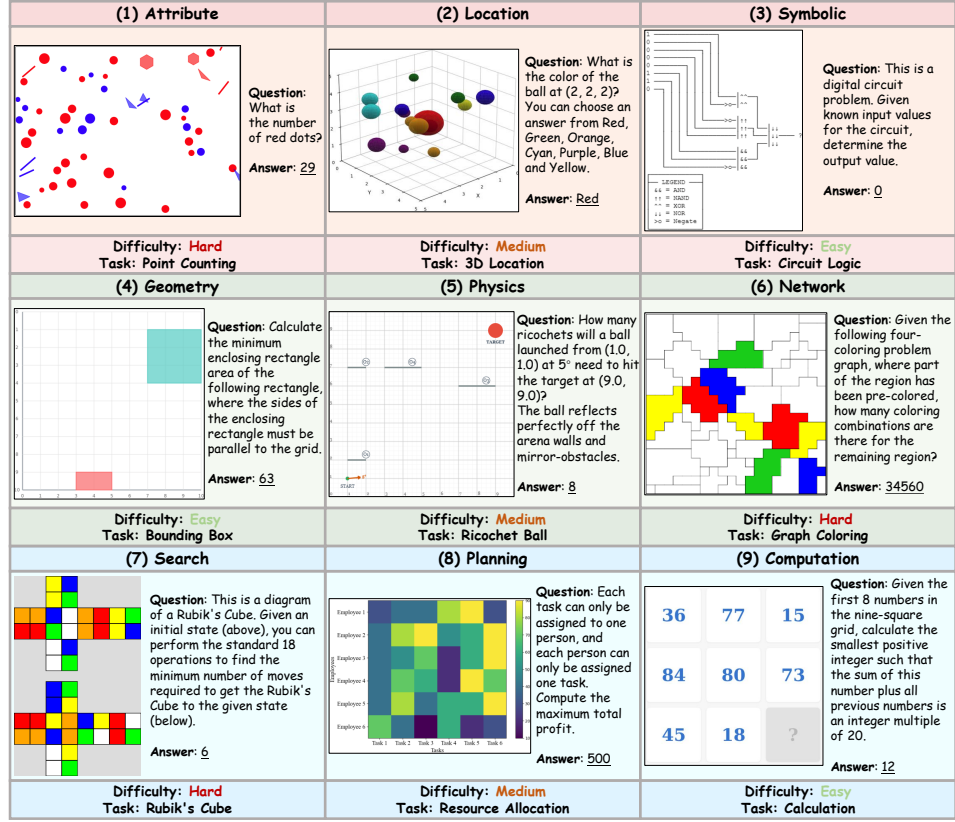 (1) Attribute
Question:
What is
the number
of red dots?
Answer: 29
Difficulty: Hard
Task: Point Counting
(2) Location
Question: What is
the color of the
ball at (2, 2, 2)?
You can choose an
answer from Red,
Green, Orange,
Cyan, Purple, Blue
and Yellow.
Answer: Red
Difficulty: Medium
Task: 3D Location
(3) Symbolic
LEGEND
&& = AND
↑↑ = NAND
^^ = XOR
↓↓ = NOR
>o = Negate
Question: This is a
digital circuit
problem. Given
known input values
for the circuit,
determine the
output value.
Answer: 0
Difficulty: Easy
Task: Circuit Logic
(4) Geometry
Question: Calculate
the minimum
enclosing rectangle
area of the
following rectangle,
where the sides of
the enclosing
rectangle must be
parallel to the grid.
Answer: 63
Difficulty: Easy
Task: Bounding Box
(5) Physics
TARGET
START
Question: How many
ricochets will a ball
launched from (1.0,
1.0) at 5° need to hit
the target at (9.0,
9.0)?
The ball reflects
perfectly off the
arena walls and
mirror-obstacles.
Answer: 8
Difficulty: Medium
Task: Ricochet Ball
(6) Network
Question: Given the
following four-
coloring problem
graph, where part
of the region has
been pre-colored,
how many coloring
combinations are
there for the
remaining region?
Answer: 34560
Difficulty: Hard
Task: Graph Coloring
(7) Search
Question: This is a diagram
of a Rubik's Cube. Given an
initial state (above), you can
perform the standard 18
operations to find the
minimum number of moves
required to get the Rubik's
Cube to the given state
(below).
Answer: 6
Difficulty: Hard
Task: Rubik's Cube
(8) Planning
Employee 1
Employee 2
Employee 3
Employee 4
Employee 5
Employee 6
Employees
Task 1 Task 2 Task 3 Task 4 Task 5 Task 6
Tasks
Question: Each
task can only be
assigned to one
person, and
each person can
only be assigned
one task.
Compute the
maximum total
profit.
Answer: 500
Difficulty: Medium
Task: Resource Allocation
(9) Computation
36 77 15
84 80 73
45 18 ?
Question: Given the
first 8 numbers in
the nine-square
grid, calculate the
smallest positive
integer such that
the sum of this
number plus all
previous numbers is
an integer multiple
of 20.
Answer: 12
Difficulty: Easy
Task: Calculation